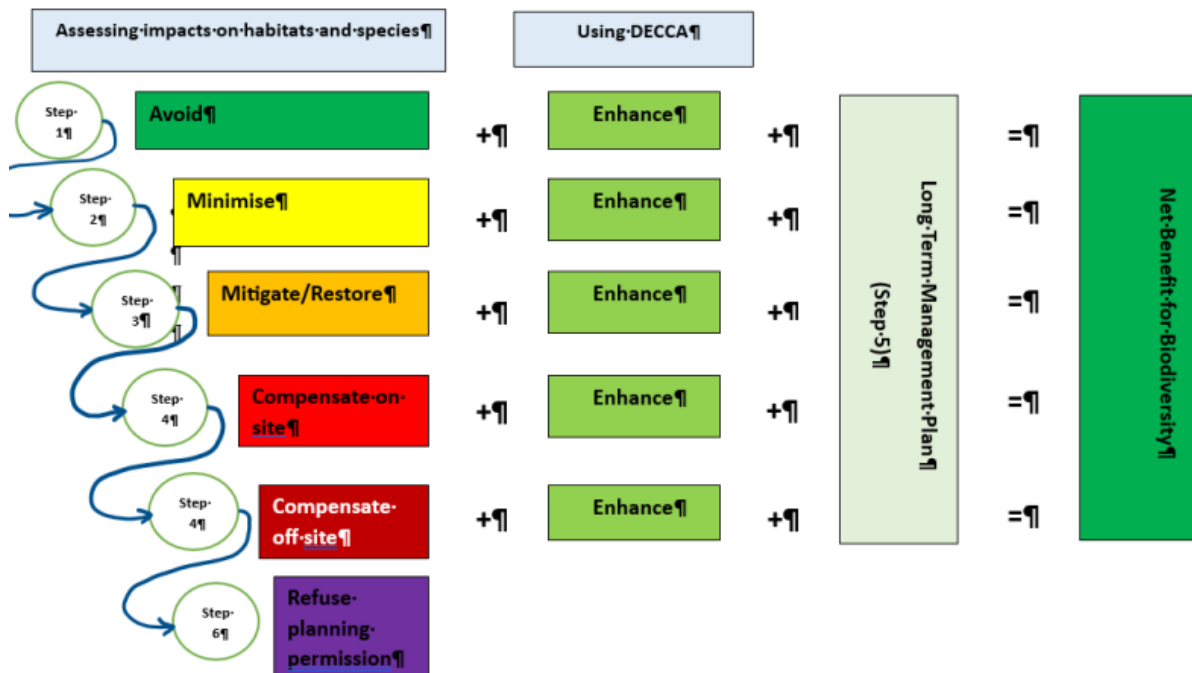 Assessing·impacts·on·habitats·and·species¶
Using·DECCA¶
Step·
1¶
Avoid¶
+¶
Enhance¶
+¶
=¶
Step·
2¶
Minimise¶
+¶
Enhance¶
+¶
=¶
¶
¶
¶
¶
Step·
3¶
Mitigate/Restore¶
+¶
Enhance¶
+¶
=¶
Step·
4¶
Compensate·on·
site¶
+¶
Enhance¶
+¶
=¶
Step·
4¶
Compensate·
off·site¶
+¶
Enhance¶
+¶
=¶
Step·
6¶
Refuse·
planning·
permission¶
Long·Term·Management·Plan¶
(Step·5)¶
Net·Benefit·for·Biodiversity¶